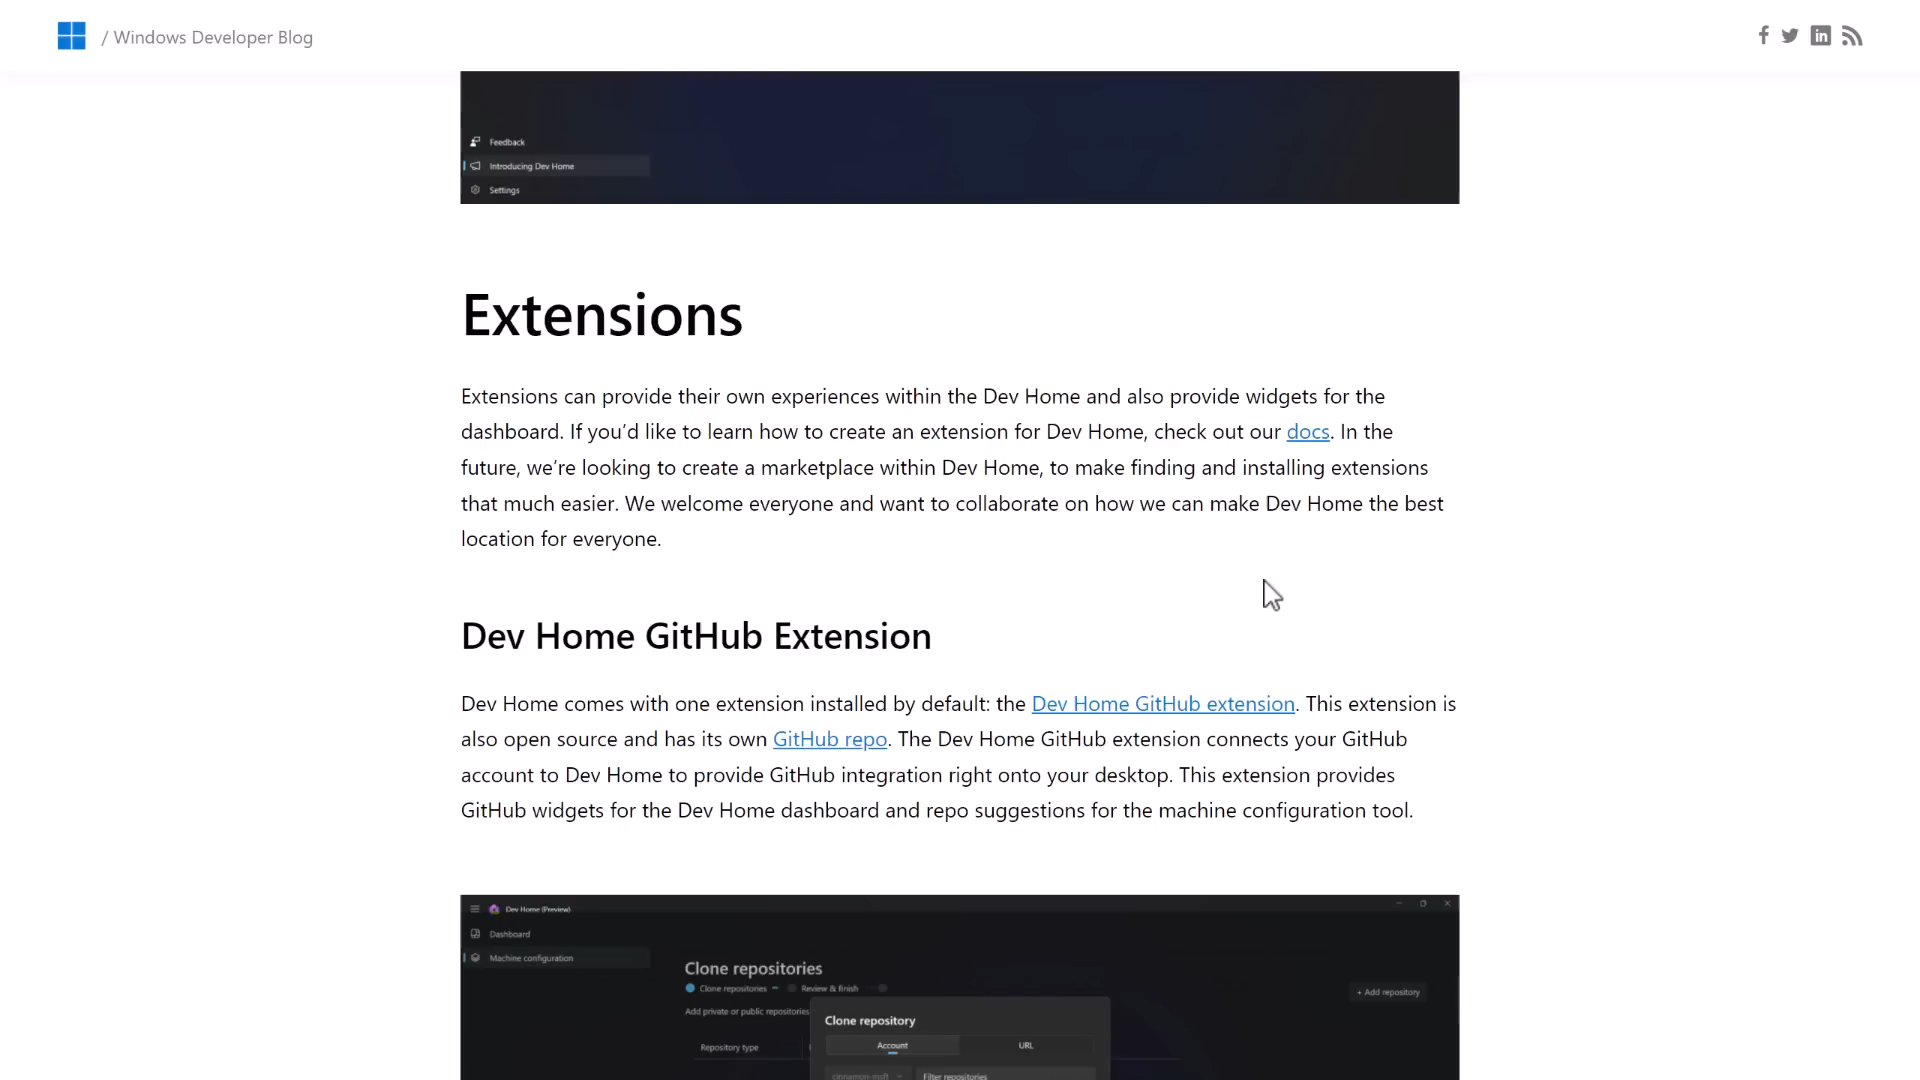 / Windows Developer Blog
Feedback
Introducing Dev Home
Settings
Extensions
Extensions can provide their own experiences within the Dev Home and also provide widgets for the
dashboard. If you’d like to learn how to create an extension for Dev Home, check out our docs. In the
future, we’re looking to create a marketplace within Dev Home, to make finding and installing extensions
that much easier. We welcome everyone and want to collaborate on how we can make Dev Home the best
location for everyone.
Dev Home GitHub Extension
Dev Home comes with one extension installed by default: the Dev Home GitHub extension. This extension is
also open source and has its own GitHub repo. The Dev Home GitHub extension connects your GitHub
account to Dev Home to provide GitHub integration right onto your desktop. This extension provides
GitHub widgets for the Dev Home dashboard and repo suggestions for the machine configuration tool.
Dev Home (Preview)
Dashboard
Machine configuration
Clone repositories
Clone repositories Review & finish
+ Add repository
Add private or public repositories
Clone repository
Repository type
Account URL
cinnamon-msft Filter repositories